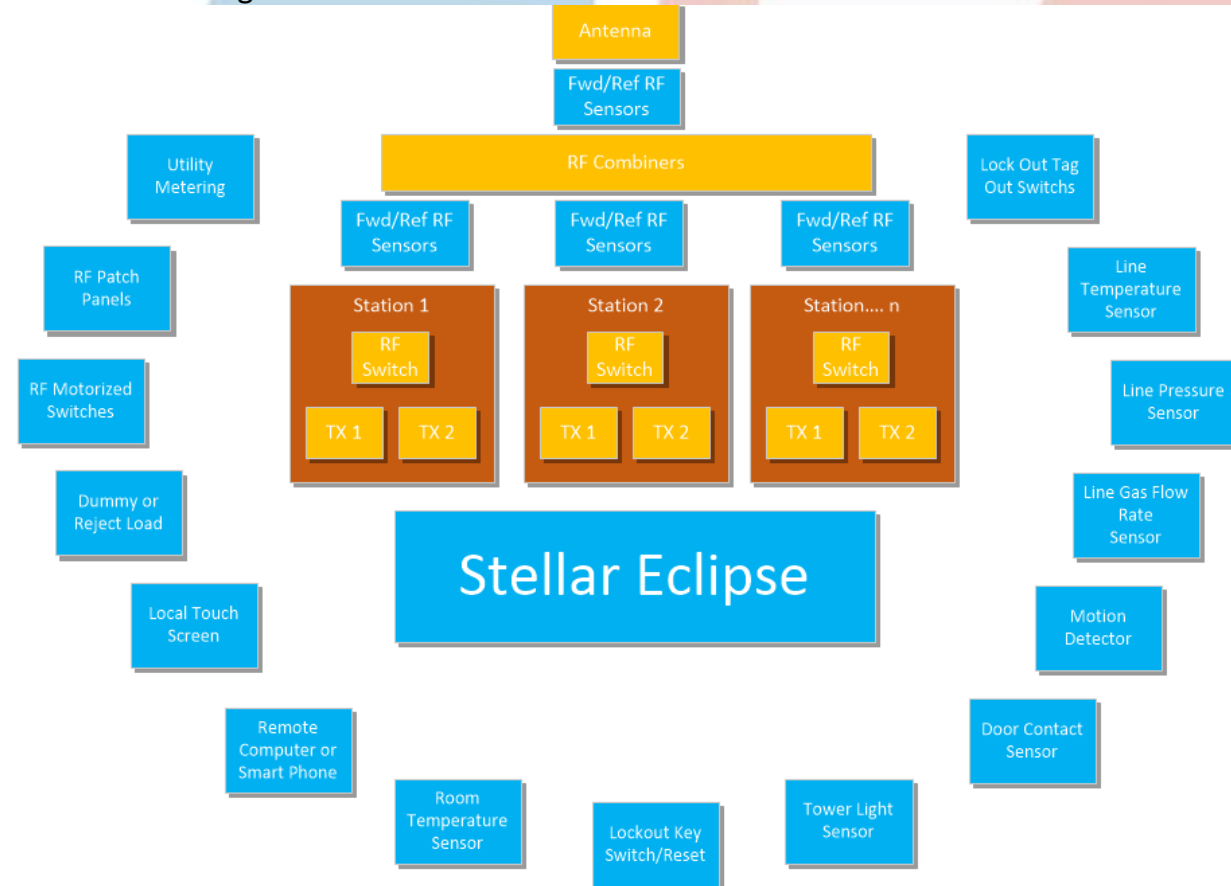 Antenna
Fwd/Ref RF
Sensors
Utility
Metering
RF Combiners
Lock Out Tag
Out Switchs
Fwd/Ref RF
Sensors
Fwd/Ref RF
Sensors
Fwd/Ref RF
Sensors
RF Patch
Panels
Line
Temperature
Sensor
Station 1
RF
Switch
TX 1
TX 2
Station 2
RF
Switch
TX 1
TX 2
Station.... n
RF
Switch
TX 1
TX 2
RF Motorized
Switches
Line Pressure
Sensor
Dummy or
Reject Load
Line Gas Flow
Rate
Sensor
Stellar Eclipse
Local Touch
Screen
Motion
Detector
Remote
Computer or
Smart Phone
Door Contact
Sensor
Room
Temperature
Sensor
Lockout Key
Switch/Reset
Tower Light
Sensor